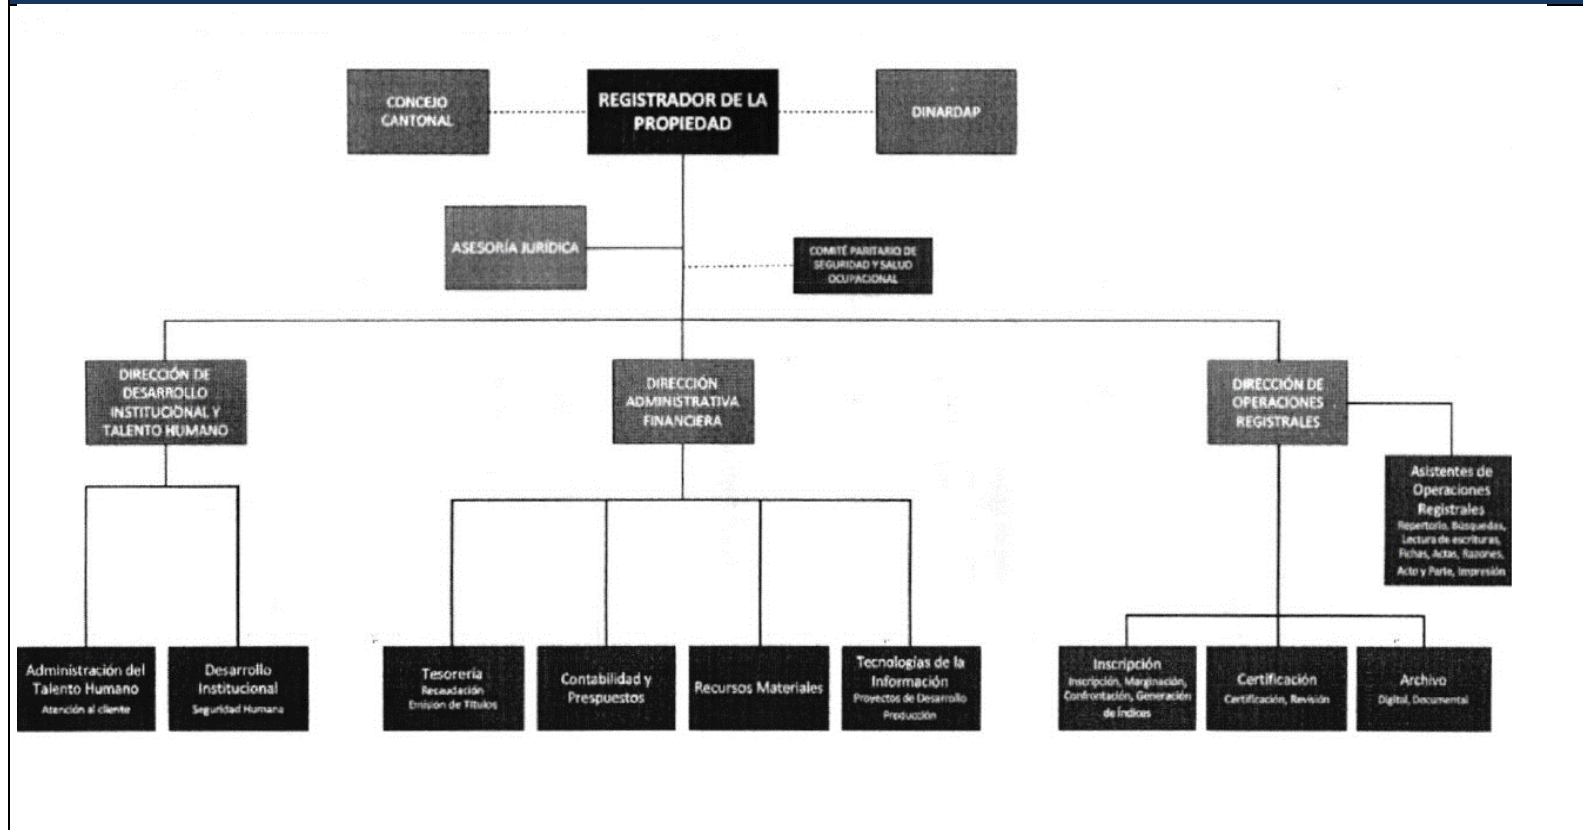 CONCEJO
CANTONAL
REGISTRADOR DE LA
PROPIEDAD
DINARDAP
ASESORÍA JURÍDICA
COMITÉ PARITARIO DE
SEGURIDAD Y SALUD
OCUPACIONAL
DIRECCIÓN DE
DESARROLLO
INSTITUCIONAL Y
TALENTO HUMANO
DIRECCIÓN
ADMINISTRATIVA
FINANCIERA
DIRECCIÓN DE
OPERACIONES
REGISTRALES
Asistentes de
Operaciones
Registrales
Repertorio, Búsquedas,
Lectura de escrituras,
Fichas, Actas, Razones,
Acto y Parte, Impresión
Administración del
Talento Humano
Atención al cliente
Desarrollo
Institucional
Seguridad Humana
Tesorería
Recaudación
Emisión de Títulos
Contabilidad y
Prespuestos
Recursos Materiales
Tecnologías de la
Información
Proyectos de Desarrollo
Producción
Inscripción
Inscripción, Marginación,
Confrontación, Generación
de Índices
Certificación
Certificación, Revisión
Archivo
Digital, Documental